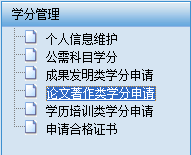 学分管理
个人信息维护
公需科目学分
成果发明类学分申请
论文著作类学分申请
学历培训类学分申请
申请合格证书